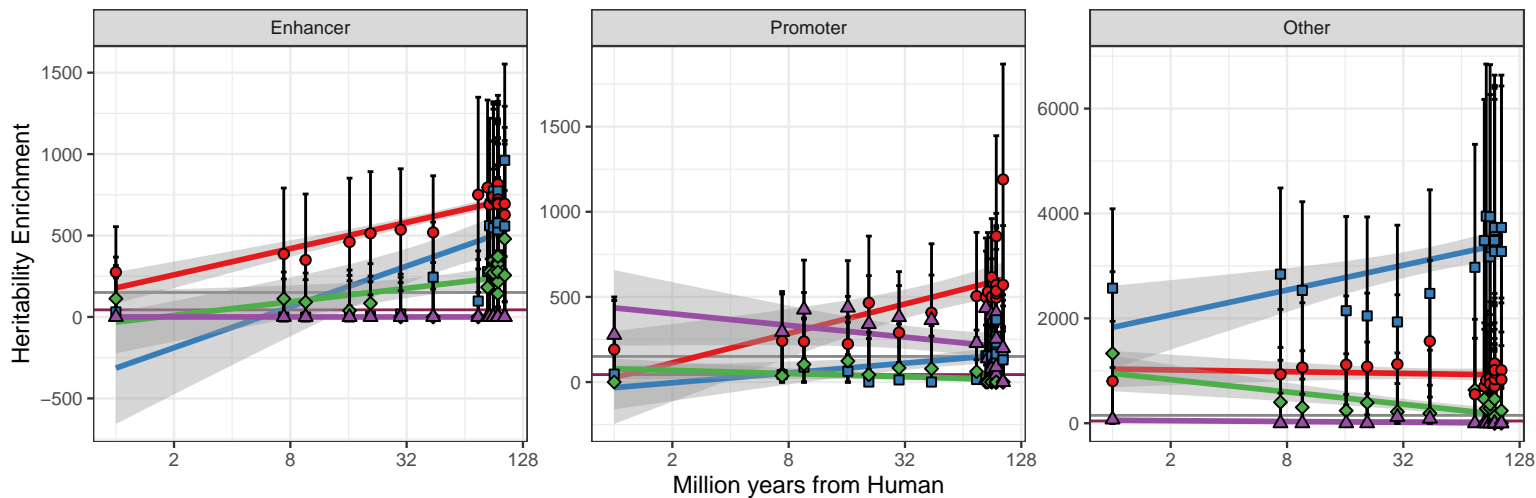 Enhancer Promoter Other
Heritability Enrichment
1500
1000
500
0
−500
1500
1000
500
0
6000
4000
2000
0
2 8 32 128
2 8 32 128
2 8 32 128
Million years from Human